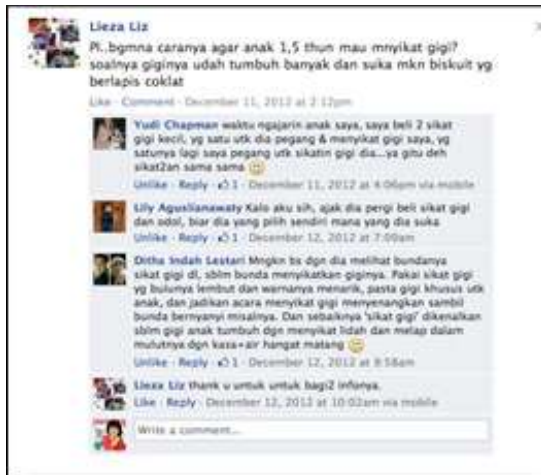 Lieza Liz
Pi..bgmna caranya agar anak 1,5 thun mau mnyikat gigi?
soalnya giginya udah tumbuh banyak dan suka mkn biskuit yg
berlapis coklat
Like · Comment · December 11, 2012 at 2:12pm
Yudi Chapman waktu ngajarin anak saya, saya beli 2 sikat
gigi kecil, yg satu utk dia pegang & menyikat gigi saya, yg
satunya lagi saya pegang utk sikatin gigi dia...ya gitu deh
sikat2an sama sama
Unlike · Reply · 1 · December 11, 2012 at 4:06pm via mobile
Lily Aguslianawaty Kalo aku sih, ajak dia pergi beli sikat gigi
dan odol, biar dia yang pilih sendiri mana yang dia suka
Unlike · Reply · 1 · December 12, 2012 at 7:00am
Ditha Indah Lestari Mngkn bs dgn dia melihat bundanya
sikat gigi dl, sblm bunda menyikatkan giginya. Pakai sikat gigi
yg bulunya lembut dan warnanya menarik, pasta gigi khusus utk
anak, dan jadikan acara menyikat gigi menyenangkan sambil
bunda bernyanyi misalnya. Dan sebaiknya 'sikat gigi' dikenalkan
sblm gigi anak tumbuh dgn menyikat lidah dan melap dalam
mulutnya dgn kasa+air hangat matang
Unlike · Reply · 1 · December 12, 2012 at 9:58am
Lieza Liz thank u untuk untuk bagi2 infonya.
Like · Reply · December 12, 2012 at 10:02am via mobile
Write a comment...